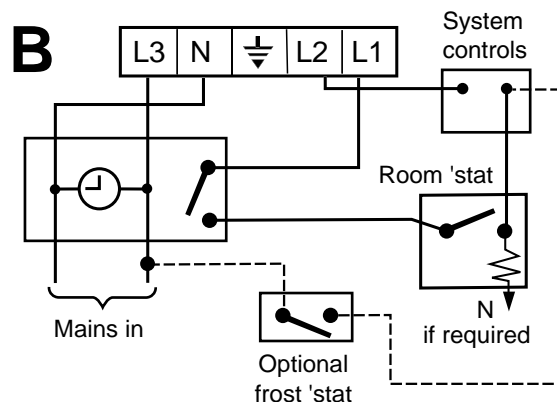 B
L3 N L2 L1
System
controls
Room 'stat
Mains in
N
if required
Optional
frost 'stat